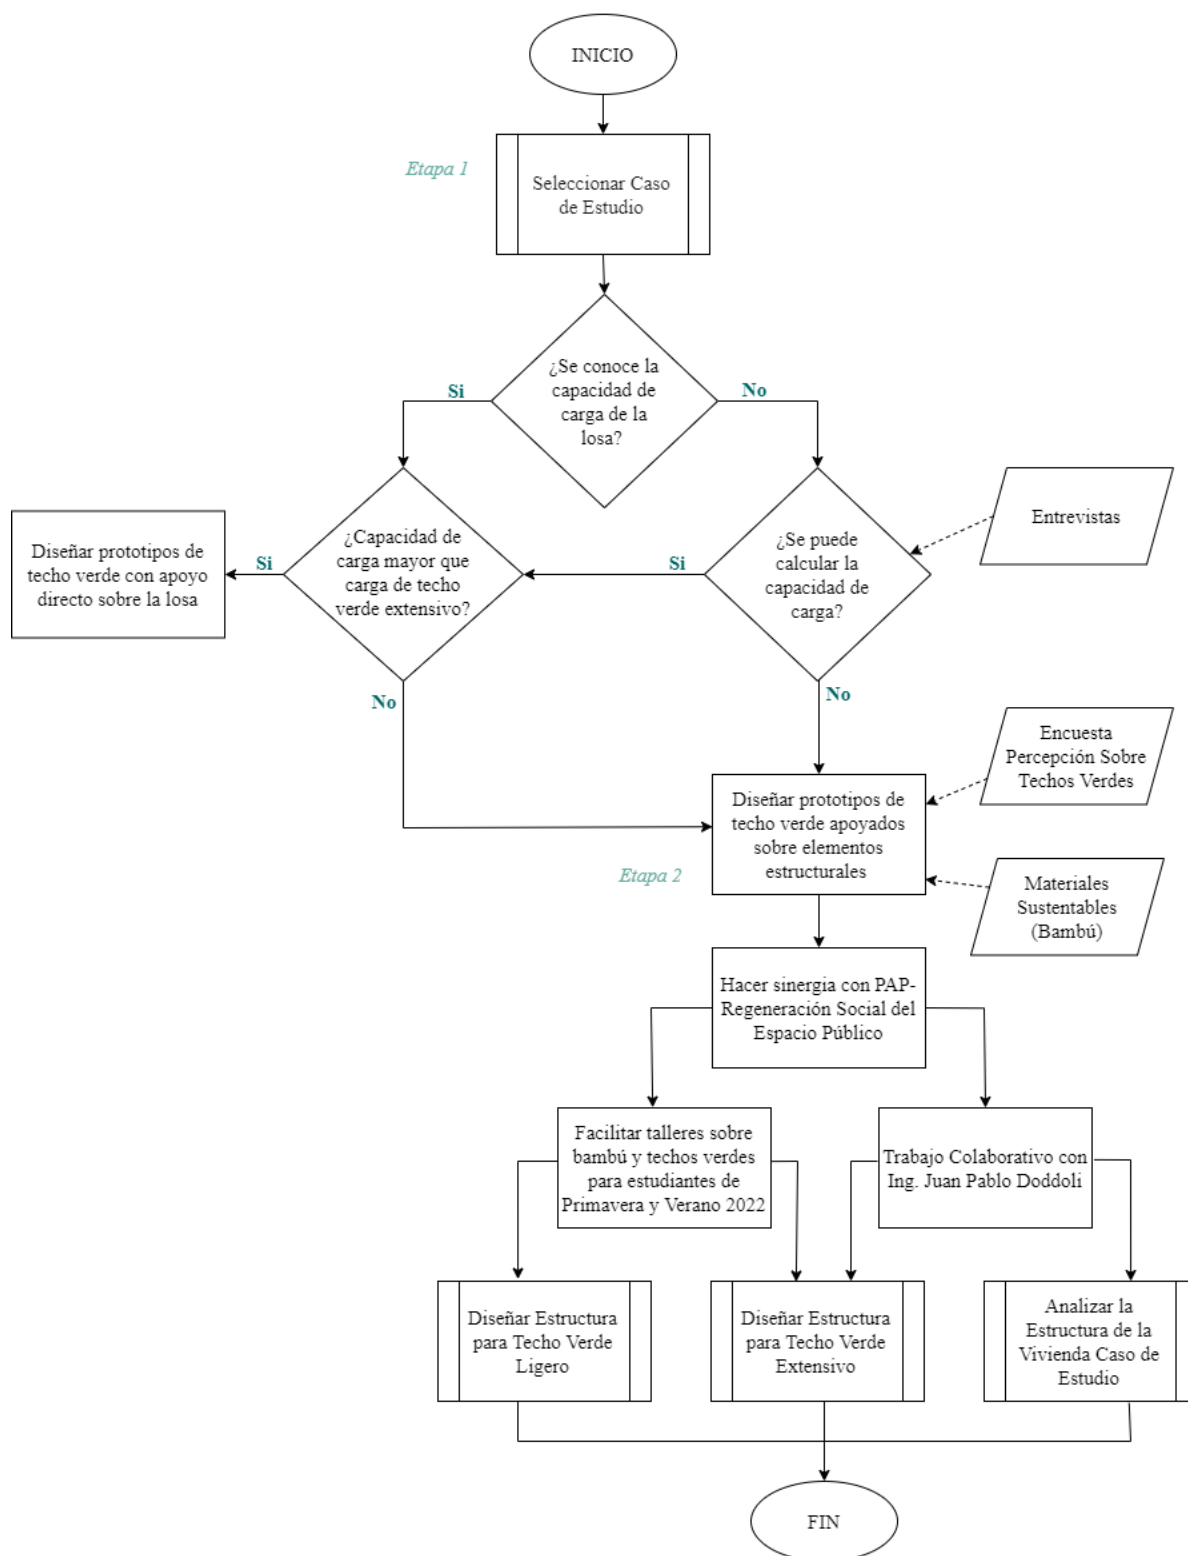 INICIO
Etapa 1
Seleccionar Caso
de Estudio
¿Se conoce la
capacidad de
carga de la
losa?
Si
No
¿Capacidad de
carga mayor que
carga de techo
verde extensivo?
Si
No
Diseñar prototipos de
techo verde con apoyo
directo sobre la losa
¿Se puede
calcular la
capacidad de
carga?
Si
No
Entrevistas
Encuesta
Percepción Sobre
Techos Verdes
Diseñar prototipos de
techo verde apoyados
sobre elementos
estructurales
Etapa 2
Materiales
Sustentables
(Bambú)
Hacer sinergia con PAP-
Regeneración Social del
Espacio Público
Facilitar talleres sobre
bambú y techos verdes
para estudiantes de
Primavera y Verano 2022
Trabajo Colaborativo con
Ing. Juan Pablo Doddoli
Diseñar Estructura
para Techo Verde
Ligero
Diseñar Estructura
para Techo Verde
Extensivo
Analizar la
Estructura de la
Vivienda Caso de
Estudio
FIN